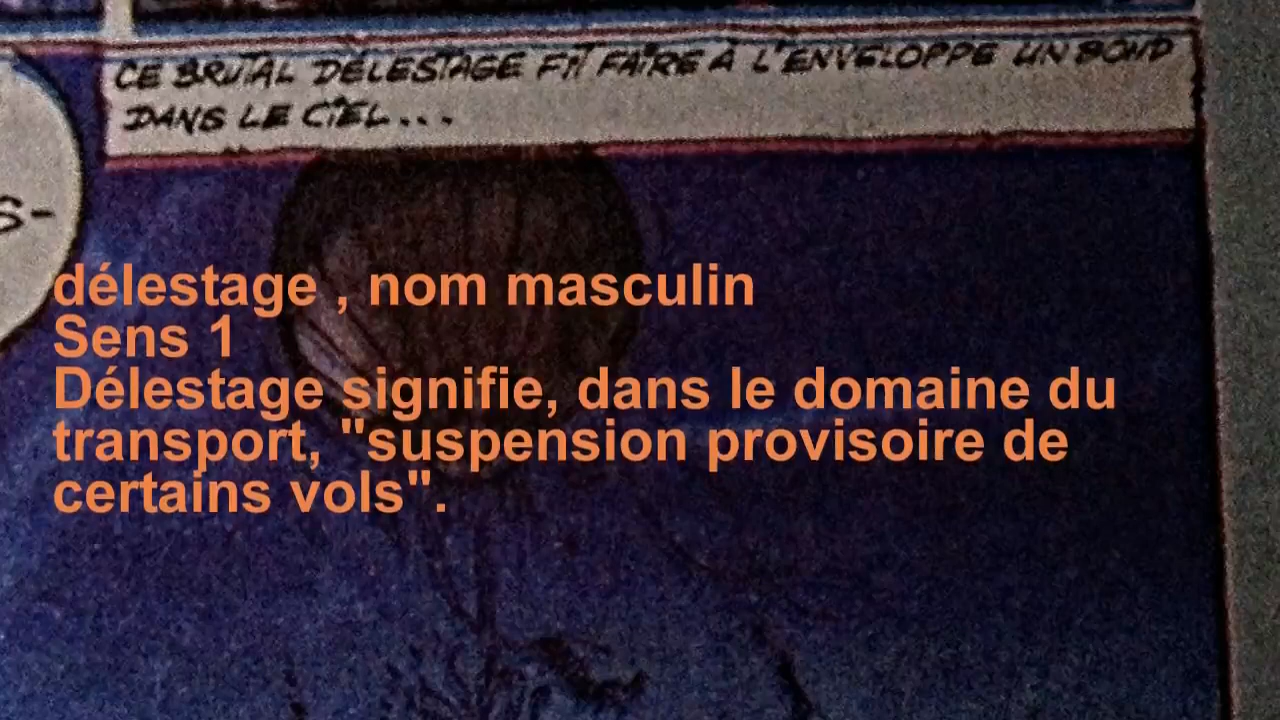 CE BRUTAL DÉLESTAGE FIT FAIRE À L'ENVELOPPE UN BOND
DANS LE CIEL...
S-
délestage , nom masculin
Sens 1
Délestage signifie, dans le domaine du
transport, "suspension provisoire de
certains vols".